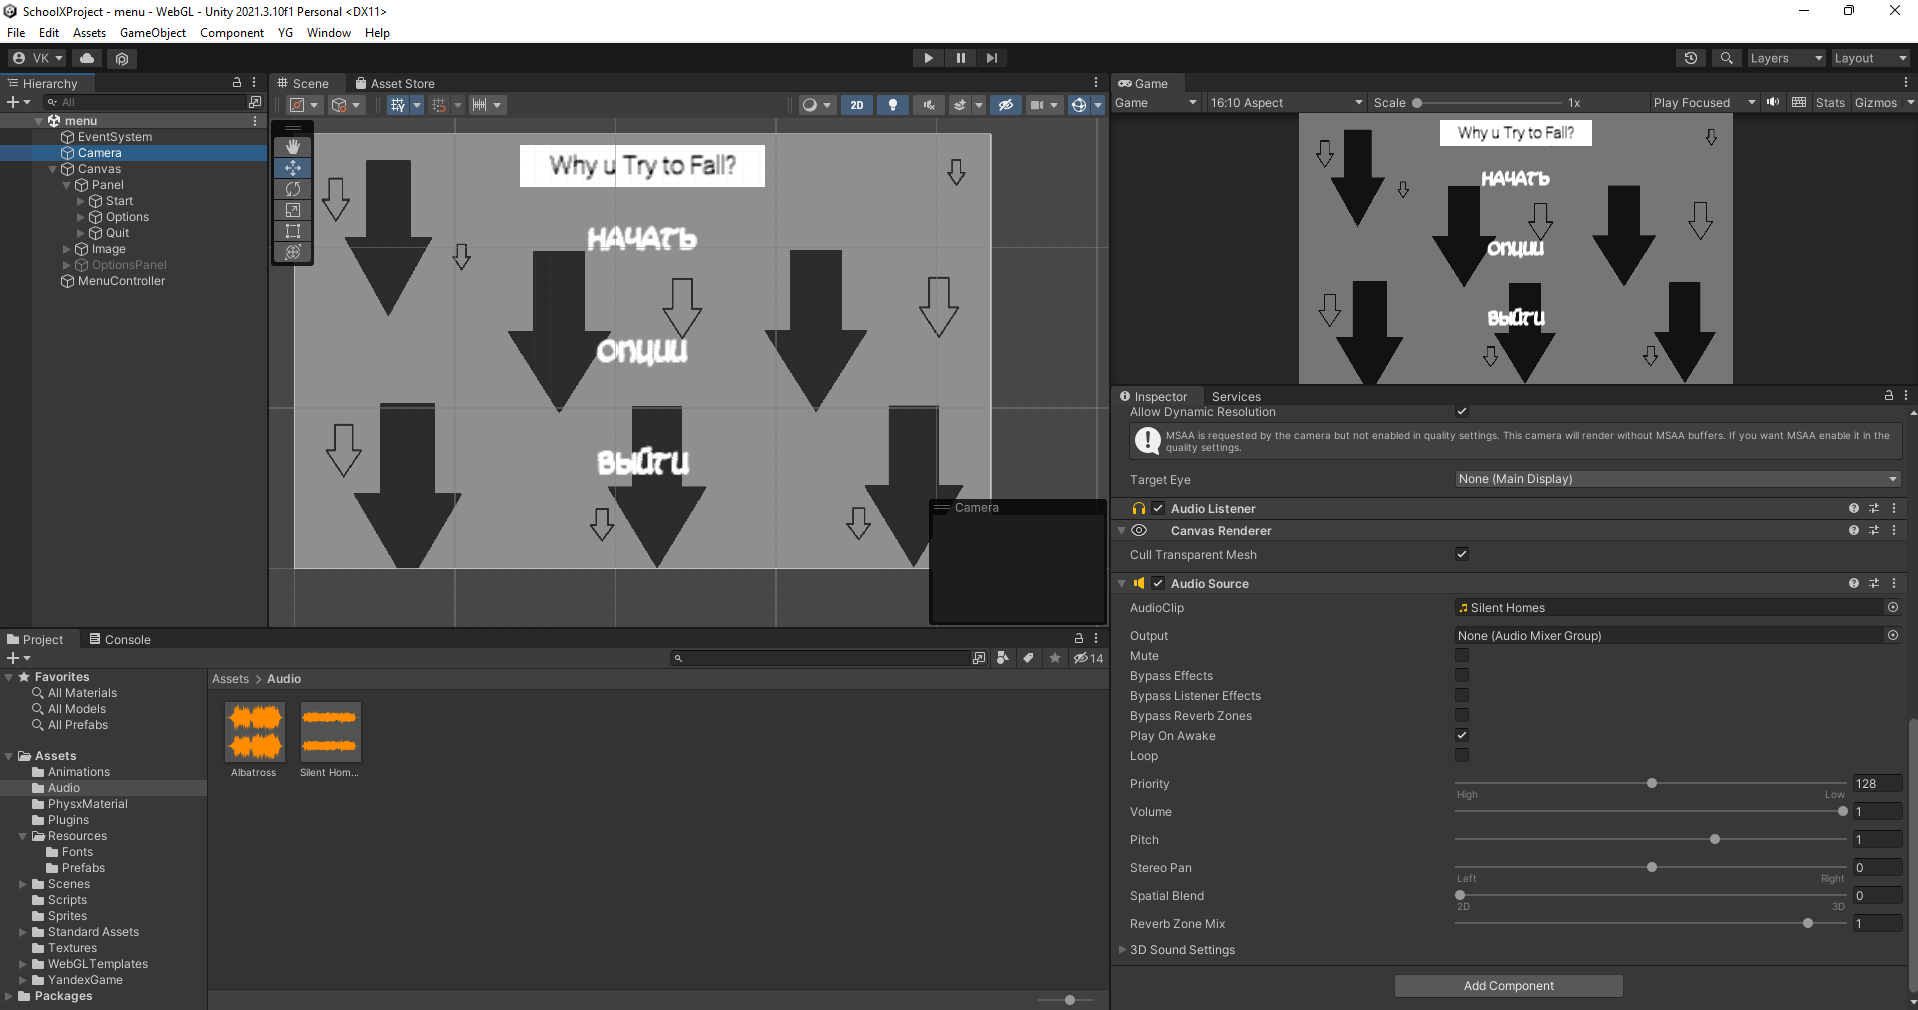 SchoolXProject - menu - WebGL - Unity 2021.3.10f1 Personal <DX11>
File Edit Assets GameObject Component YG Window Help
VK
Layers
Layout
Hierarchy
All
menu
EventSystem
Camera
Canvas
Panel
Start
Options
Quit
Image
OptionsPanel
MenuController
Scene
Asset Store
2D
Why u Try to Fall?
НАЧАТЬ
ОПЦИИ
ВЫЙТИ
Camera
Game
Game
16:10 Aspect
Scale
1x
Play Focused
Stats
Gizmos
Why u Try to Fall?
НАЧАТЬ
ОПЦИИ
ВЫЙТИ
Project
Console
14
Favorites
All Materials
All Models
All Prefabs
Assets
Animations
Audio
PhysxMaterial
Plugins
Resources
Fonts
Prefabs
Scenes
Scripts
Sprites
Standard Assets
Textures
WebGLTemplates
YandexGame
Packages
Assets > Audio
Albatross
Silent Hom...
Inspector
Services
Allow Dynamic Resolution
MSAA is requested by the camera but not enabled in quality settings. This camera will render without MSAA buffers. If you want MSAA enable it in the
quality settings.
Target Eye
None (Main Display)
Audio Listener
Canvas Renderer
Cull Transparent Mesh
Audio Source
AudioClip
Silent Homes
Output
None (Audio Mixer Group)
Mute
Bypass Effects
Bypass Listener Effects
Bypass Reverb Zones
Play On Awake
Loop
Priority
128
High
Low
Volume
1
Pitch
1
Stereo Pan
0
Left
Right
Spatial Blend
0
2D
3D
Reverb Zone Mix
1
3D Sound Settings
Add Component